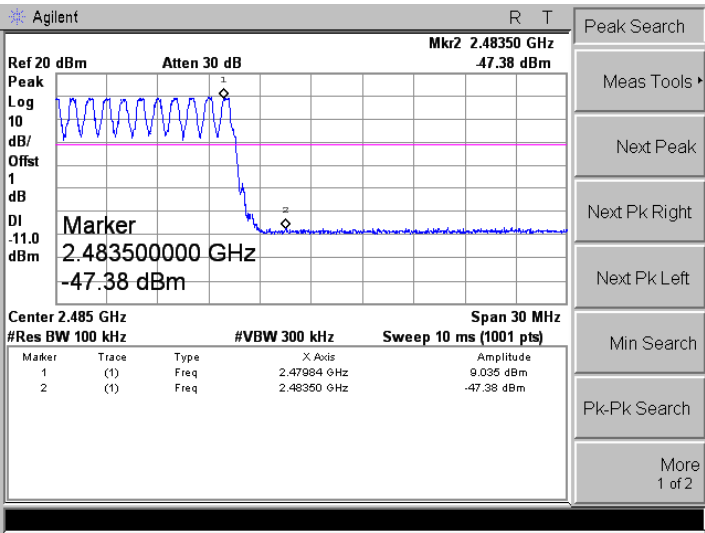 Agilent R T
Peak Search
Mkr2 2.48350 GHz
Ref 20 dBm Atten 30 dB -47.38 dBm
Peak
Log
10
dB/
Offst
1
dB
DI
-11.0
dBm
1
2
Marker
2.483500000 GHz
-47.38 dBm
Center 2.485 GHz Span 30 MHz
#Res BW 100 kHz #VBW 300 kHz Sweep 10 ms (1001 pts)
Marker Trace Type X Axis Amplitude
1 (1) Freq 2.47984 GHz 9.035 dBm
2 (1) Freq 2.48350 GHz -47.38 dBm
Meas Tools
Next Peak
Next Pk Right
Next Pk Left
Min Search
Pk-Pk Search
More
1 of 2